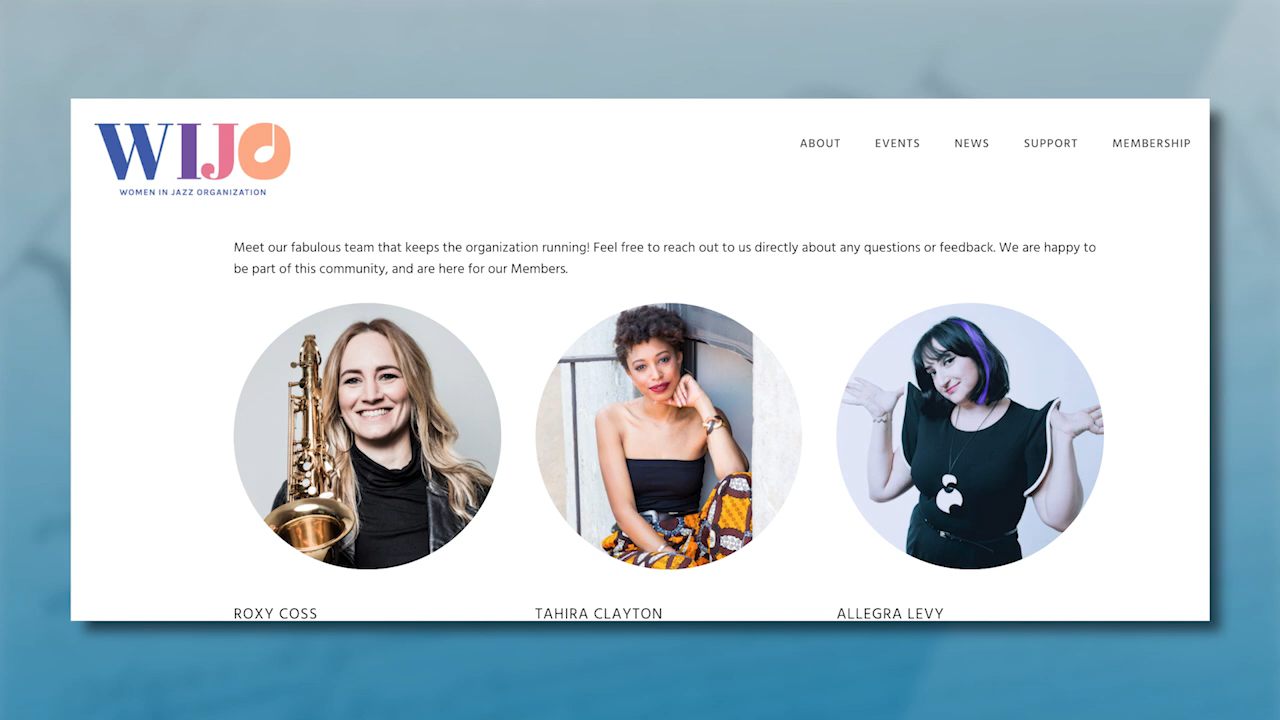 WIJO
WOMEN IN JAZZ ORGANIZATION
ABOUT EVENTS NEWS SUPPORT MEMBERSHIP
Meet our fabulous team that keeps the organization running! Feel free to reach out to us directly about any questions or feedback. We are happy to
be part of this community, and are here for our Members.
ROXY COSS
TAHIRA CLAYTON
ALLEGRA LEVY